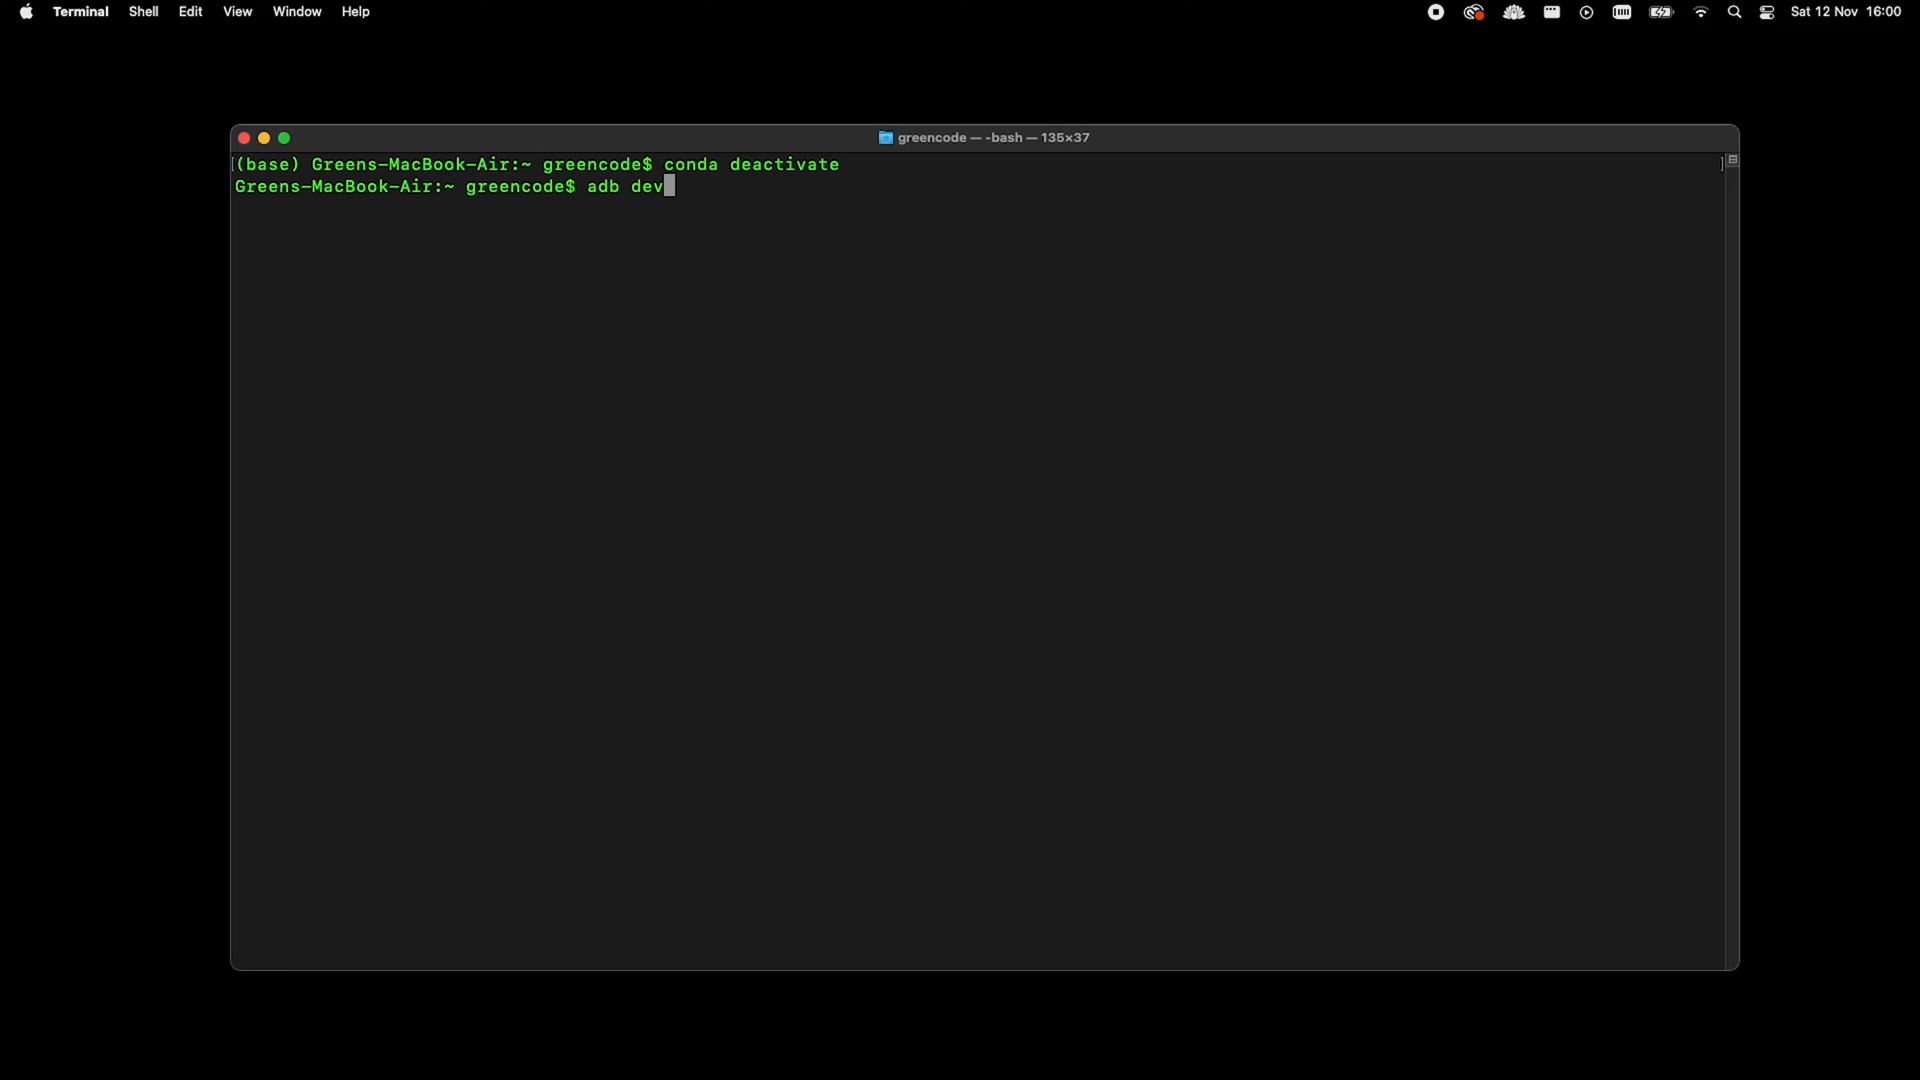 Terminal Shell Edit View Window Help Sat 12 Nov 16:00
greencode — -bash — 135×37
[(base) Greens-MacBook-Air:~ greencode$ conda deactivate ]
Greens-MacBook-Air:~ greencode$ adb dev